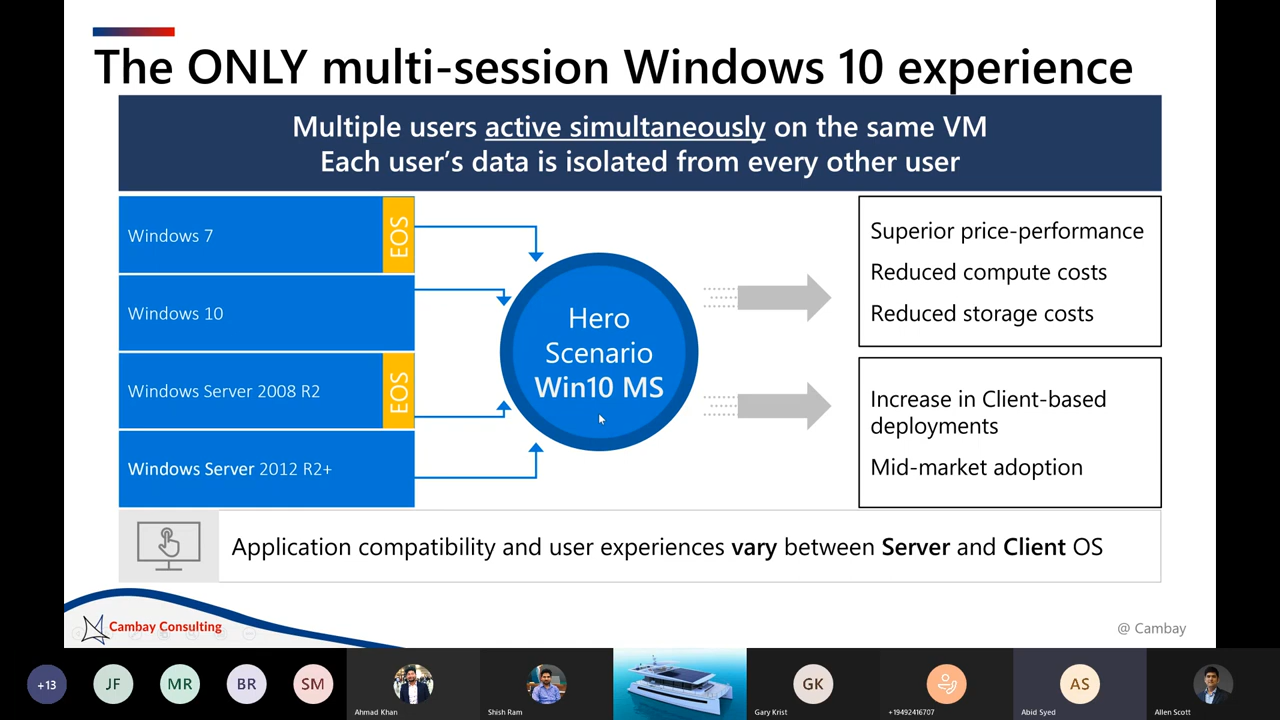 The ONLY multi-session Windows 10 experience
Multiple users active simultaneously on the same VM
Each user's data is isolated from every other user
Windows 7
EOS
Windows 10
Windows Server 2008 R2
EOS
Windows Server 2012 R2+
Hero
Scenario
Win10 MS
Superior price-performance
Reduced compute costs
Reduced storage costs
Increase in Client-based
deployments
Mid-market adoption
Application compatibility and user experiences vary between Server and Client OS
Cambay Consulting
@ Cambay
+13
JF
MR
BR
SM
Ahmad Khan
Shish Ram
GK
Gary Krist
+19492416707
AS
Abid Syed
Allen Scott